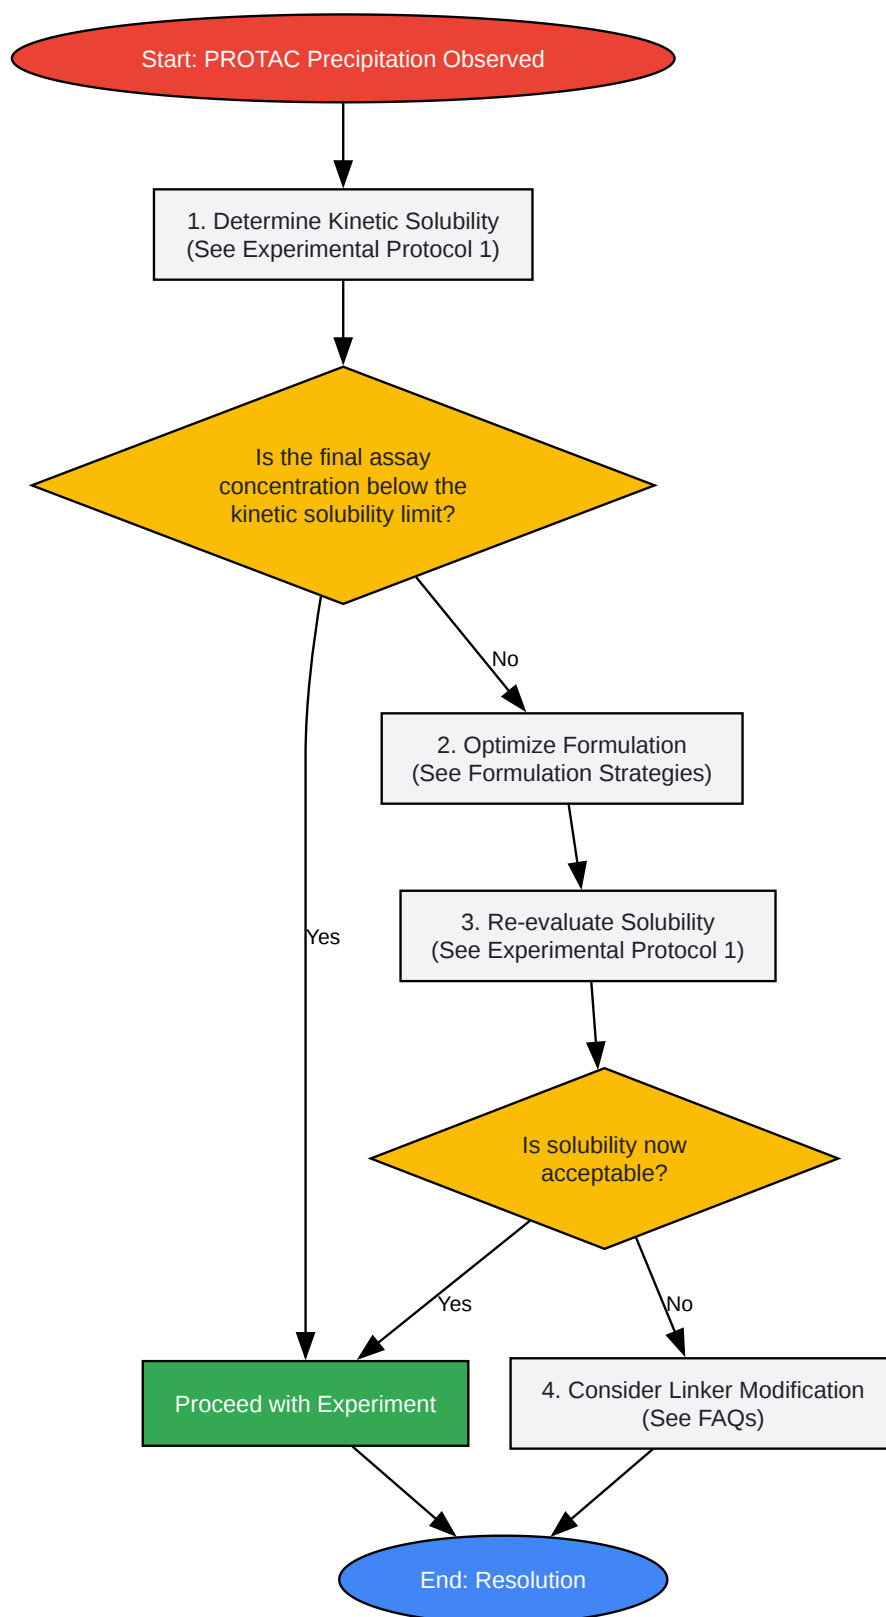 Start: PROTAC Precipitation Observed
1. Determine Kinetic Solubility
(See Experimental Protocol 1)
Is the final assay
concentration below the
kinetic solubility limit?
No
2. Optimize Formulation
(See Formulation Strategies)
3. Re-evaluate Solubility
(See Experimental Protocol 1)
Yes
Is solubility now
acceptable?
Yes
No
Proceed with Experiment
4. Consider Linker Modification
(See FAQs)
End: Resolution